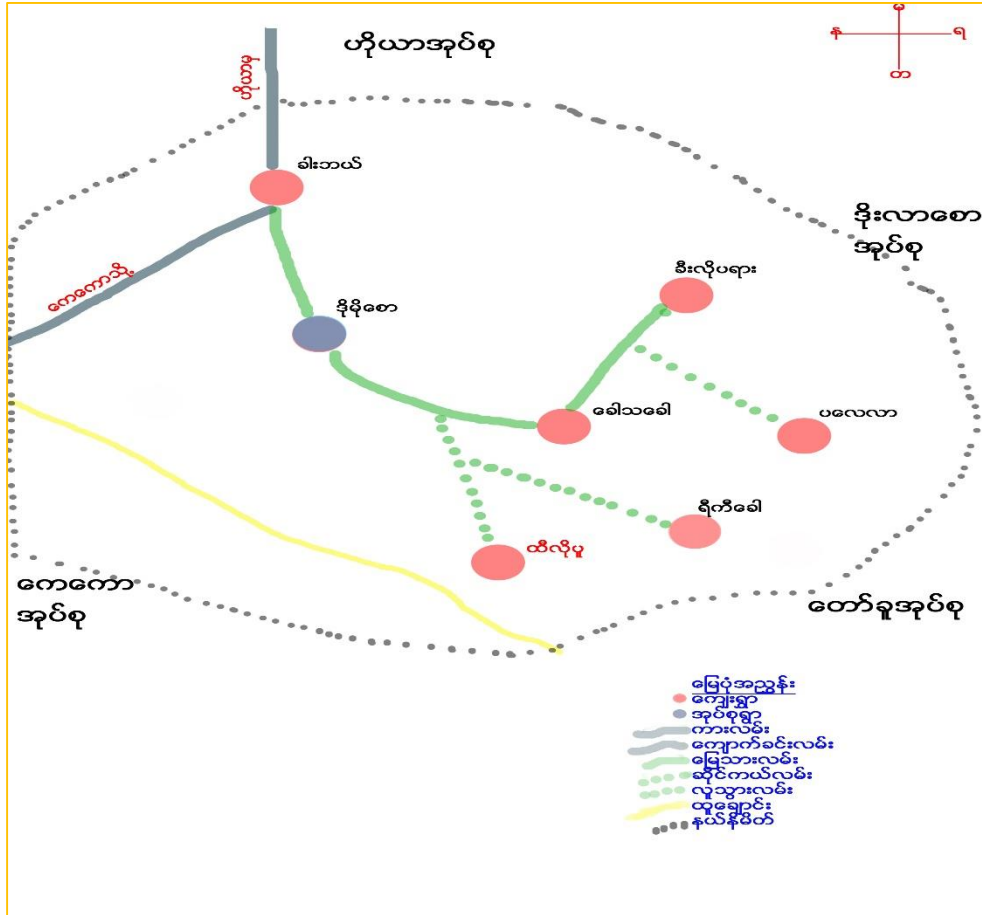 မ
န
ရ
တ
ဟိုယာအုပ်စု
ခါးဘယ်
ဒိုးလာစော
အုပ်စု
ခီးလိုပရား
ကေကောသို့
ဒိုမိုစော
ခေါသခေါ
ပလေလာ
ရီကီခေါ
ထီလိုပူ
ကေကော
အုပ်စု
တော်ခူအုပ်စု
မြေပုံအညွှန်း
ကျေးရွာ
အုပ်စုရွာ
ကားလမ်း
ကျောက်ခင်းလမ်း
မြေသားလမ်း
ဆိုင်ကယ်လမ်း
လူသွားလမ်း
ထူချောင်း
နယ်နိမိတ်